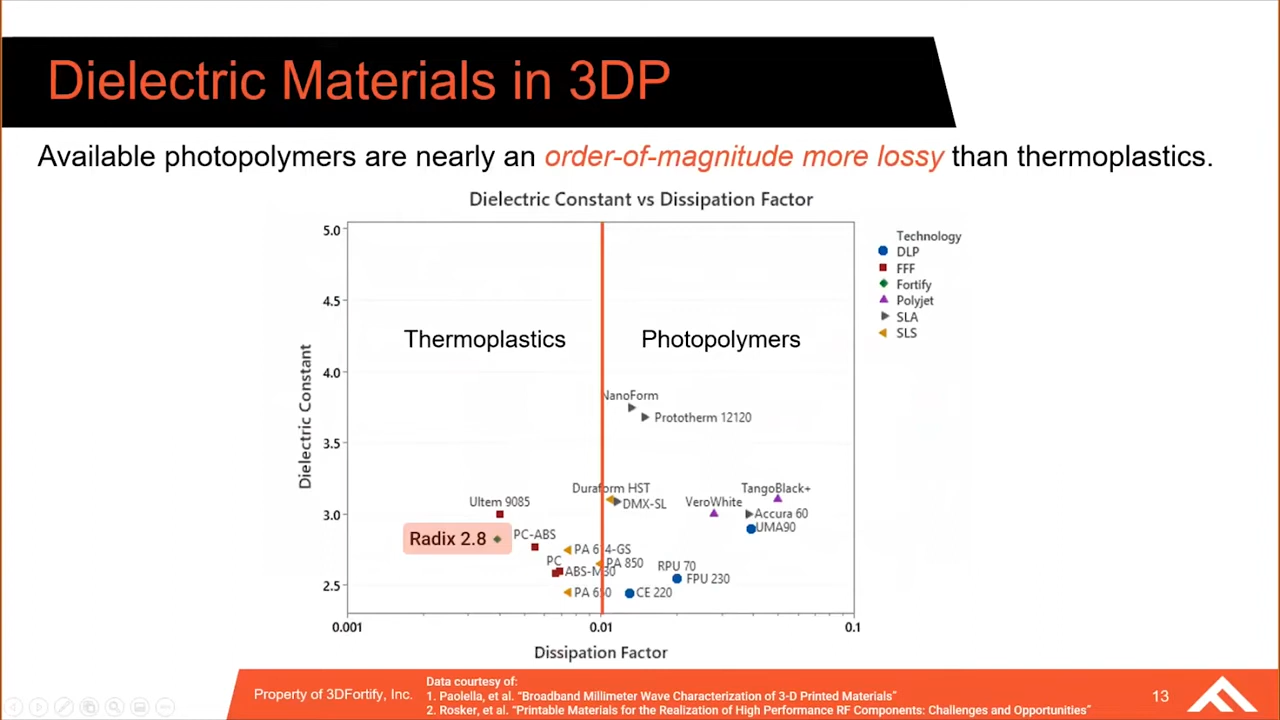 Dielectric Materials in 3DP
Available photopolymers are nearly an order-of-magnitude more lossy than thermoplastics.
Dielectric Constant vs Dissipation Factor
Technology
DLP
FFF
Fortify
Polyjet
SLA
SLS
Dielectric Constant
5.0
4.5
4.0
3.5
3.0
2.5
Thermoplastics
Photopolymers
NanoForm
Prototherm 12120
Duraform HST
DMX-SL
VeroWhite
TangoBlack+
Accura 60
UMA90
Ultem 9085
Radix 2.8
PC-ABS
PA 614-GS
PC
ABS-M30
PA 850
RPU 70
FPU 230
PA 650
CE 220
0.001
0.01
0.1
Dissipation Factor
Property of 3DFortify, Inc.
Data courtesy of:
1. Paolella, et al. “Broadband Millimeter Wave Characterization of 3-D Printed Materials”
2. Rosker, et al. “Printable Materials for the Realization of High Performance RF Components: Challenges and Opportunities”
13